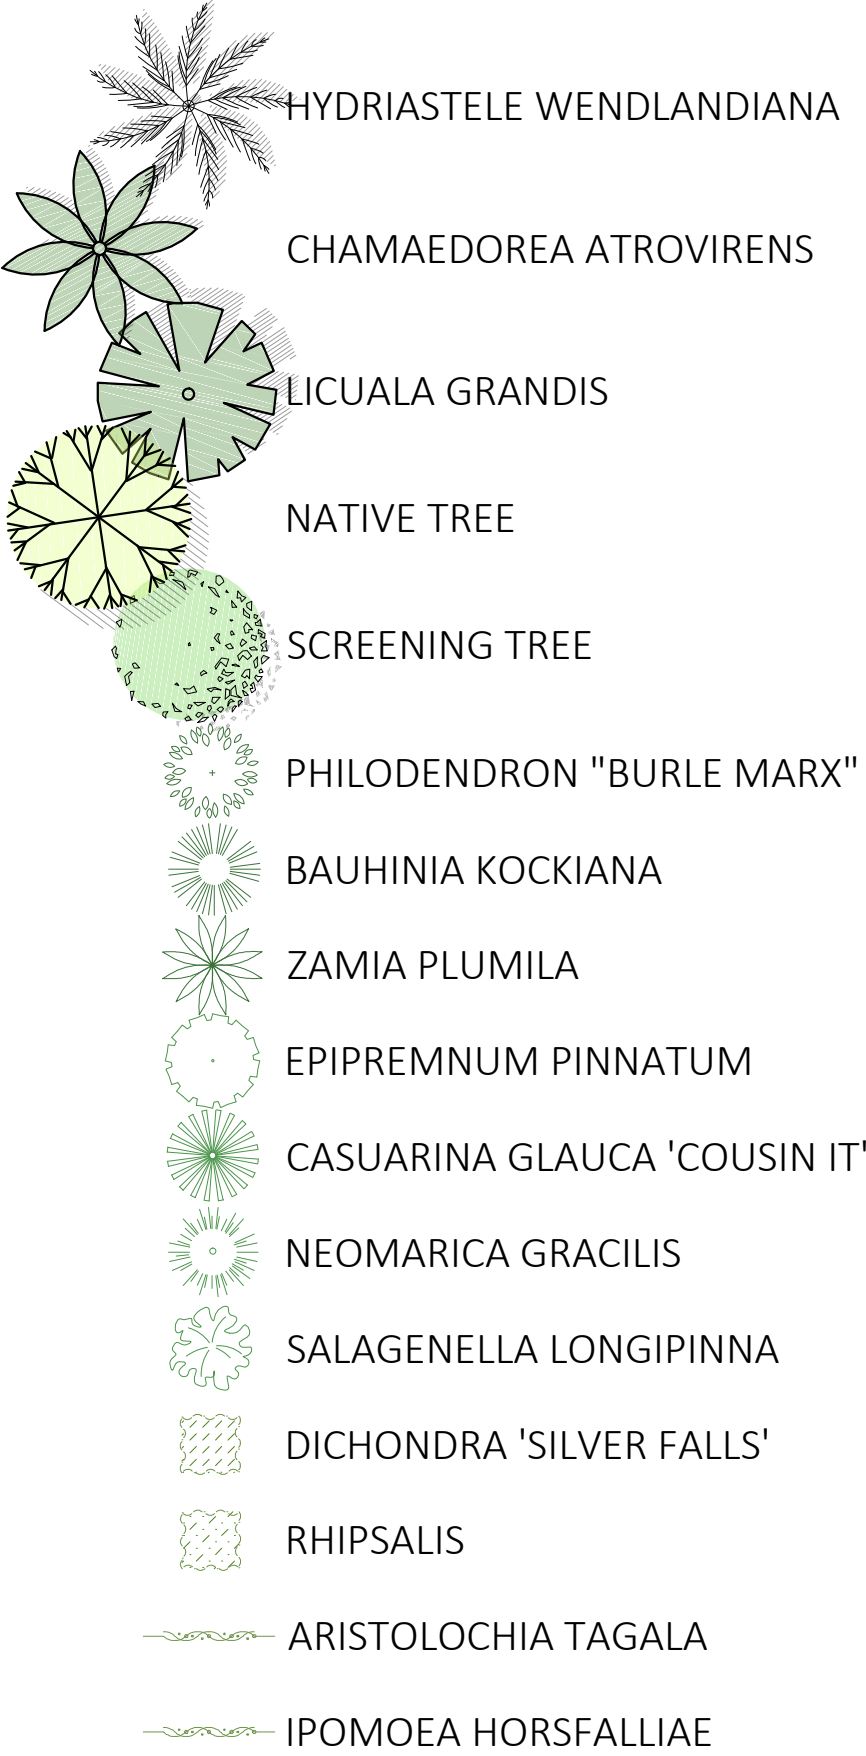 HYDRIASTELE WENDLANDIANA
CHAMAEDOREA ATROVIRENS
LICUALA GRANDIS
NATIVE TREE
SCREENING TREE
PHILODENDRON "BURLE MARX"
BAUHINIA KOCKIANA
ZAMIA PLUMILA
EPIPREMNUM PINNATUM
CASUARINA GLAUCA 'COUSIN IT'
NEOMARICA GRACILIS
SALAGENELLA LONGIPINNA
DICHONDRA 'SILVER FALLS'
RHIPSALIS
ARISTOLOCHIA TAGALA
IPOMOEA HORSFALLIAE